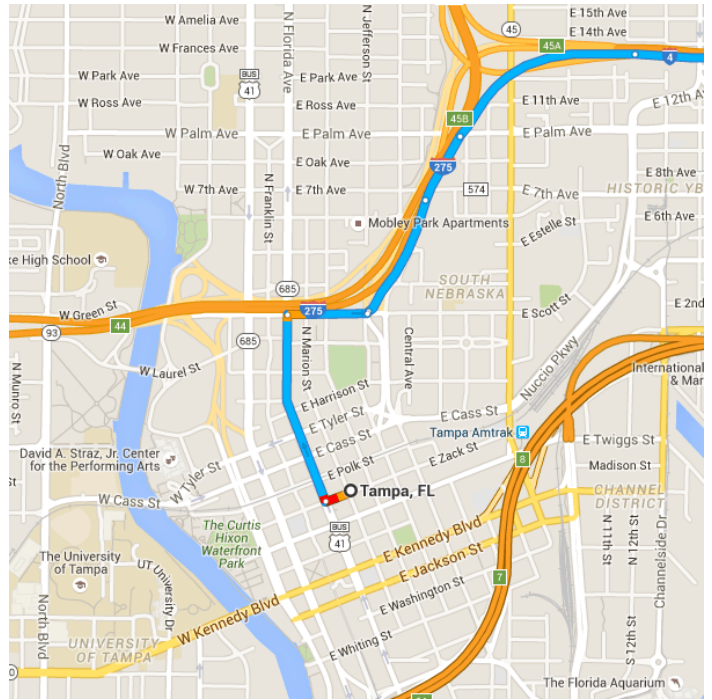 E 15th Ave
45
E 14th Ave
45A
4
W Amelia Ave
W Frances Ave
N Florida Ave
N Jefferson St
BUS
41
W Park Ave
E Park Ave
W Ross Ave
E Ross Ave
E 11th Ave
E 12th Ave
45B
W Palm Ave
E Palm Ave
E Palm Ave
W Oak Ave
E Oak Ave
275
North Blvd
W 7th Ave
N Franklin St
E 7th Ave
574
E 7th Ave
E 8th Ave
HISTORIC YB
E 6th Ave
Mobley Park Apartments
E Estelle St
ke High School
SOUTH
NEBRASKA
685
W Green St
44
275
E Scott St
E 2nd
93
685
N Marion St
Central Ave
Nuccio Pkwy
W Laurel St
International
& Mar
N Munro St
E Harrison St
E Tyler St
E Cass St
E Cass St
Tampa Amtrak
E Twiggs St
David A. Straz, Jr. Center
for the Performing Arts
W Tyler St
E Polk St
E Zack St
8
Madison St
Tampa, FL
W Cass St
CHANNEL
DISTRICT
The Curtis
Hixon
Waterfront
Park
BUS
41
E Kennedy Blvd
E Jackson St
N 11th St
N 12th St
Channelside Dr
The University
of Tampa
UT University Dr
7
E Washington St
W Kennedy Blvd
North Blvd
UNIVERSITY
OF TAMPA
E Whiting St
S 12th St
The Florida Aquarium